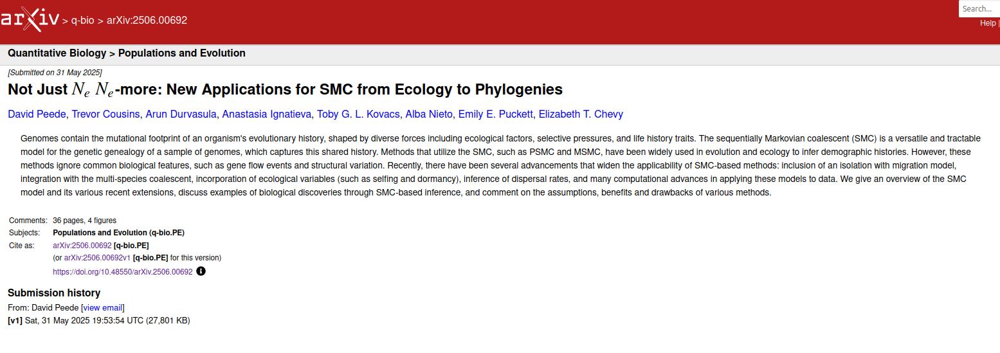 arXiv > q-bio > arXiv:2506.00692
Search...
Help |
Quantitative Biology > Populations and Evolution
[Submitted on 31 May 2025]
Not Just Ne Ne-more: New Applications for SMC from Ecology to Phylogenies
David Peede, Trevor Cousins, Arun Durvasula, Anastasia Ignatieva, Toby G. L. Kovacs, Alba Nieto, Emily E. Puckett, Elizabeth T. Chevy
Genomes contain the mutational footprint of an organism's evolutionary history, shaped by diverse forces including ecological factors, selective pressures, and life history traits. The sequentially Markovian coalescent (SMC) is a versatile and tractable
model for the genetic genealogy of a sample of genomes, which captures this shared history. Methods that utilize the SMC, such as PSMC and MSMC, have been widely used in evolution and ecology to infer demographic histories. However, these
methods ignore common biological features, such as gene flow events and structural variation. Recently, there have been several advancements that widen the applicability of SMC-based methods: inclusion of an isolation with migration model,
integration with the multi-species coalescent, incorporation of ecological variables (such as selfing and dormancy), inference of dispersal rates, and many computational advances in applying these models to data. We give an overview of the SMC
model and its various recent extensions, discuss examples of biological discoveries through SMC-based inference, and comment on the assumptions, benefits and drawbacks of various methods.
Comments: 36 pages, 4 figures
Subjects: Populations and Evolution (q-bio.PE)
Cite as: arXiv:2506.00692 [q-bio.PE]
(or arXiv:2506.00692v1 [q-bio.PE] for this version)
https://doi.org/10.48550/arXiv.2506.00692
Submission history
From: David Peede [view email]
[v1] Sat, 31 May 2025 19:53:54 UTC (27,801 KB)